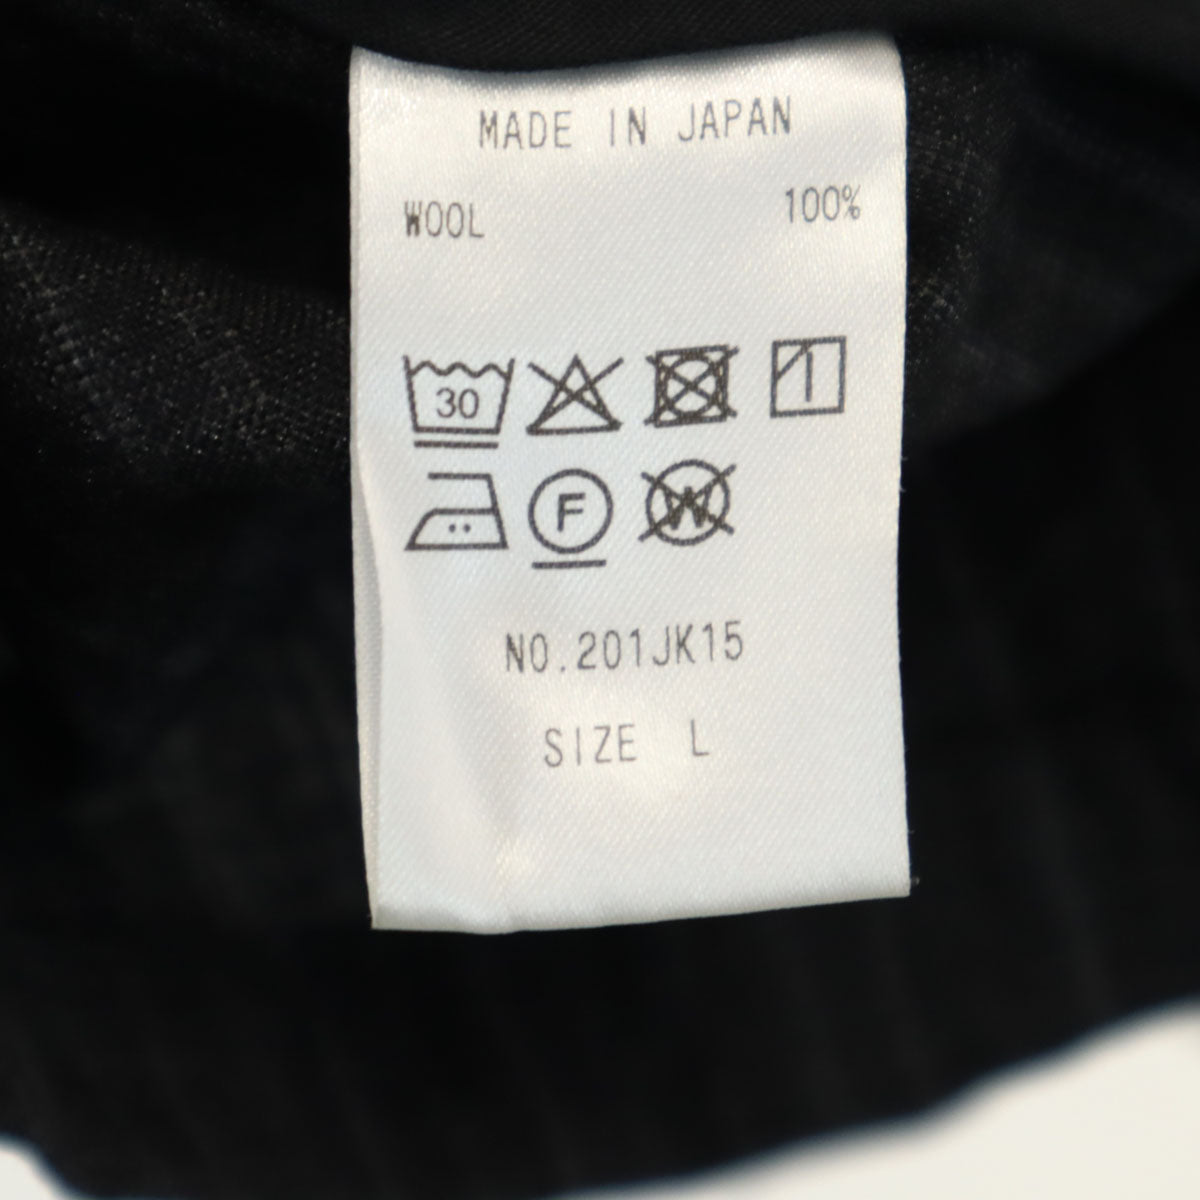 MADE IN JAPAN
WOOL 100%
30
F W
NO.201JK15
SIZE L